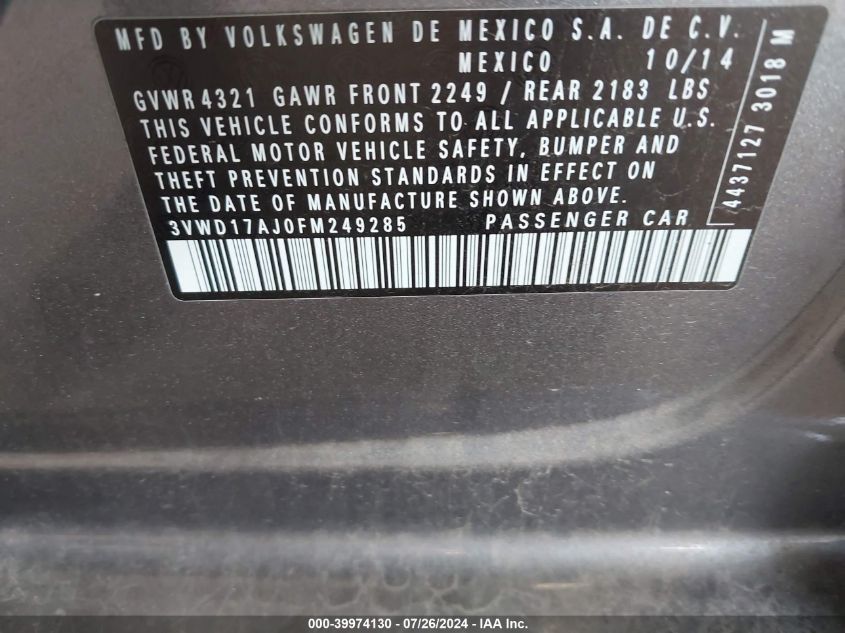 MFD BY VOLKSWAGEN DE MEXICO S.A. DE C.V.
MEXICO 10/14
GVWR 4321 GAWR FRONT 2249 / REAR 2183 LBS
THIS VEHICLE CONFORMS TO ALL APPLICABLE U.S.
FEDERAL MOTOR VEHICLE SAFETY, BUMPER AND
THEFT PREVENTION STANDARDS IN EFFECT ON
THE DATE OF MANUFACTURE SHOWN ABOVE.
3VWD17AJ0FM249285 PASSENGER CAR
4437127 3018 M
000-39974130 - 07/26/2024 - IAA Inc.